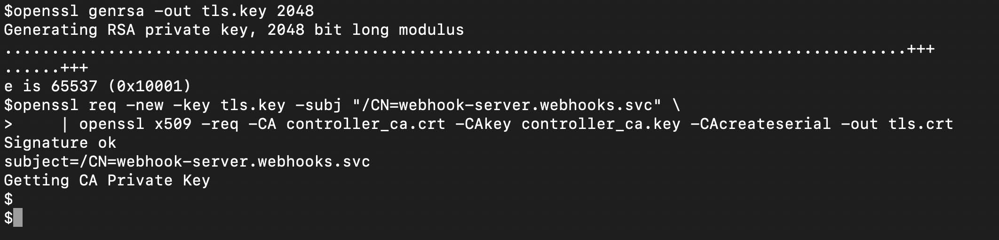 $openssl genrsa -out tls.key 2048
Generating RSA private key, 2048 bit long modulus
................................................................................................+++
......+++
e is 65537 (0x10001)
$openssl req -new -key tls.key -subj "/CN=webhook-server.webhooks.svc" \
>     | openssl x509 -req -CA controller_ca.crt -CAkey controller_ca.key -CAcreateserial -out tls.crt
Signature ok
subject=/CN=webhook-server.webhooks.svc
Getting CA Private Key
$
$